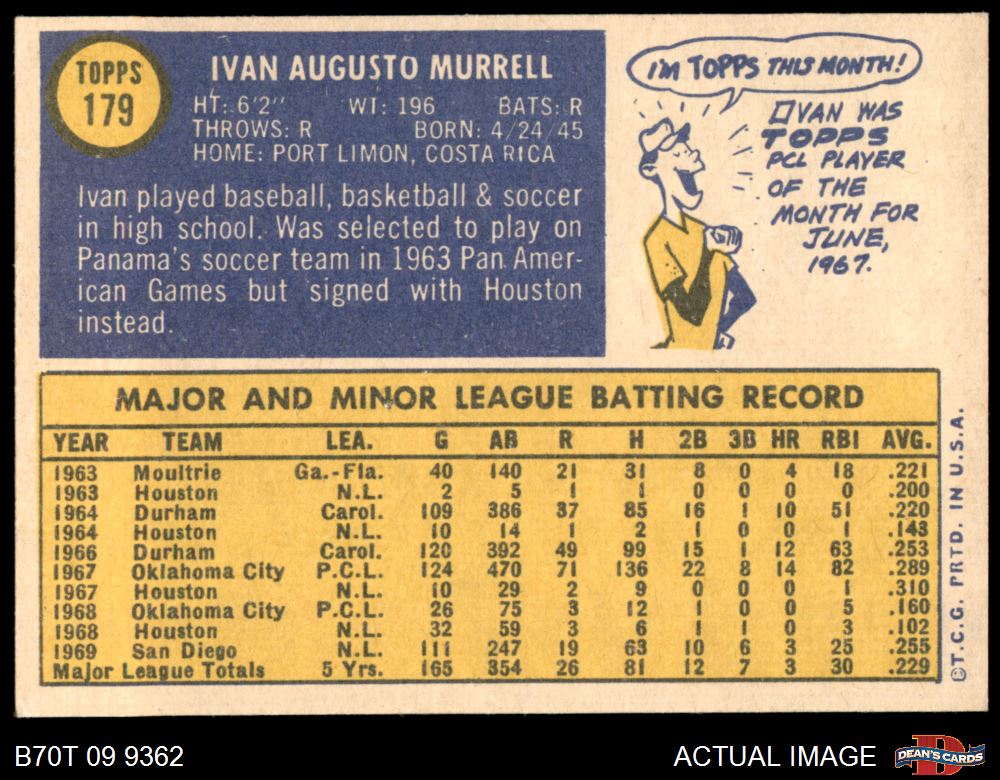 TOPPS
179
IVAN AUGUSTO MURRELL
HT: 6'2" WT: 196 BATS: R
THROWS: R BORN: 4/24/45
HOME: PORT LIMON, COSTA RICA
Ivan played baseball, basketball & soccer
in high school. Was selected to play on
Panama's soccer team in 1963 Pan Amer-
ican Games but signed with Houston
instead.
I'M TOPPS THIS MONTH!
IVAN WAS
TOPPS
PCL PLAYER
OF THE
MONTH FOR
JUNE,
1967.
MAJOR AND MINOR LEAGUE BATTING RECORD
YEAR TEAM LEA. G AB R H 2B 3B HR RBI AVG.
1963 Moultrie Ga.-Fla. 40 140 21 31 8 0 4 18 .221
1963 Houston N.L. 2 5 1 1 0 0 0 0 .200
1964 Durham Carol. 109 386 37 85 16 1 10 51 .220
1964 Houston N.L. 10 14 1 2 1 0 0 1 .143
1966 Durham Carol. 120 392 49 99 15 1 12 63 .253
1967 Oklahoma City P.C.L. 124 470 71 136 22 8 14 82 .289
1967 Houston N.L. 10 29 2 9 0 0 0 1 .310
1968 Oklahoma City P.C.L. 26 75 3 12 1 0 0 5 .160
1968 Houston N.L. 32 59 3 6 1 1 0 3 .102
1969 San Diego N.L. 111 247 19 63 10 6 3 25 .255
Major League Totals 5 Yrs. 165 354 26 81 12 7 3 30 .229
©T.C.G. PRTD. IN U.S.A.
B70T 09 9362
ACTUAL IMAGE
DEAN'S CARDS